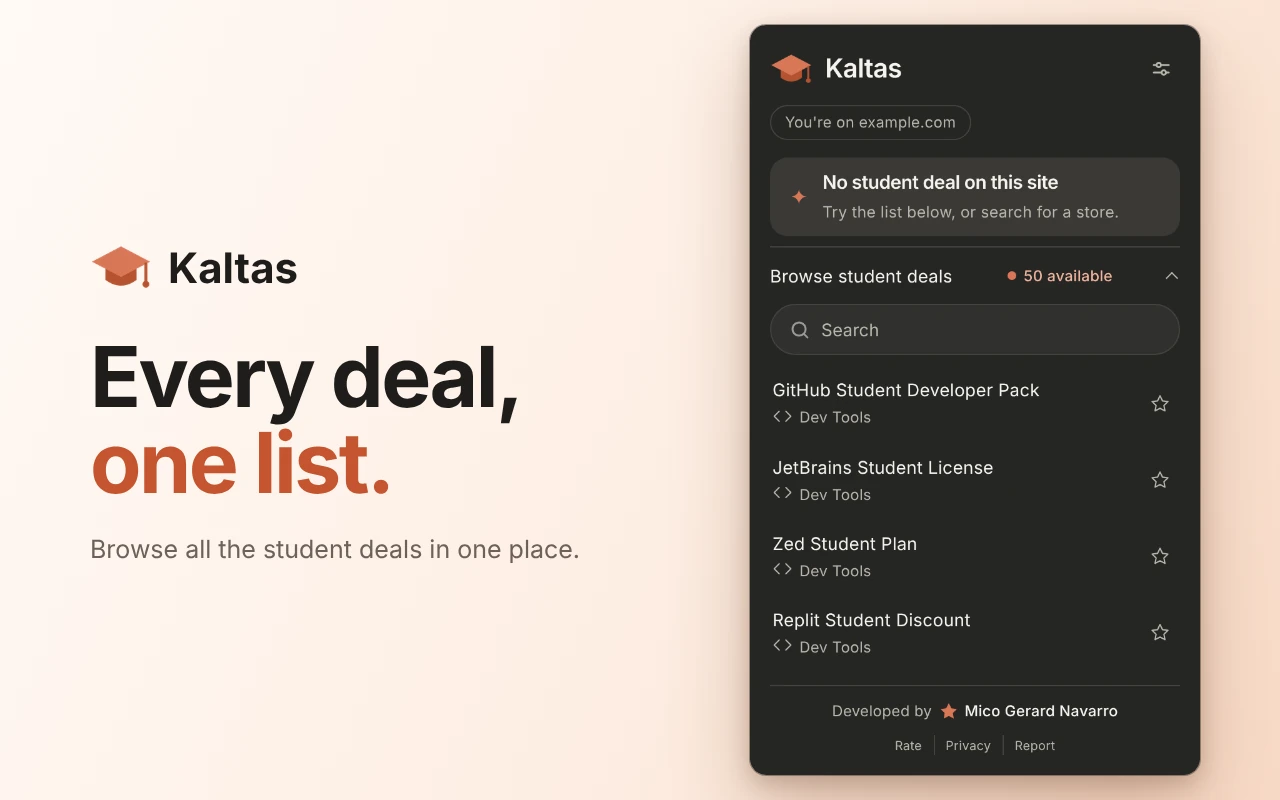 Kaltas
Every deal,
one list.
Browse all the student deals in one place.
Kaltas
You're on example.com
No student deal on this site
Try the list below, or search for a store.
Browse student deals
50 available
Search
GitHub Student Developer Pack
Dev Tools
JetBrains Student License
Dev Tools
Zed Student Plan
Dev Tools
Replit Student Discount
Dev Tools
Developed by Mico Gerard Navarro
Rate Privacy Report